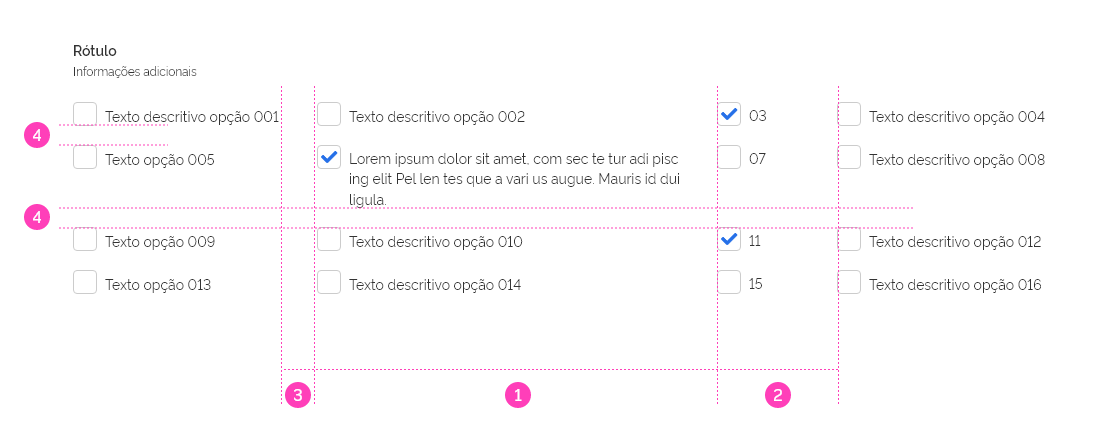 Rótulo
Informações adicionais
Texto descritivo opção 001
Texto descritivo opção 002
03
Texto descritivo opção 004
4
Texto opção 005
Lorem ipsum dolor sit amet, com sec te tur adi pisc
ing elit Pel len tes que a vari us augue. Mauris id dui
ligula.
07
Texto descritivo opção 008
4
Texto opção 009
Texto descritivo opção 010
11
Texto descritivo opção 012
Texto opção 013
Texto descritivo opção 014
15
Texto descritivo opção 016
3
1
2